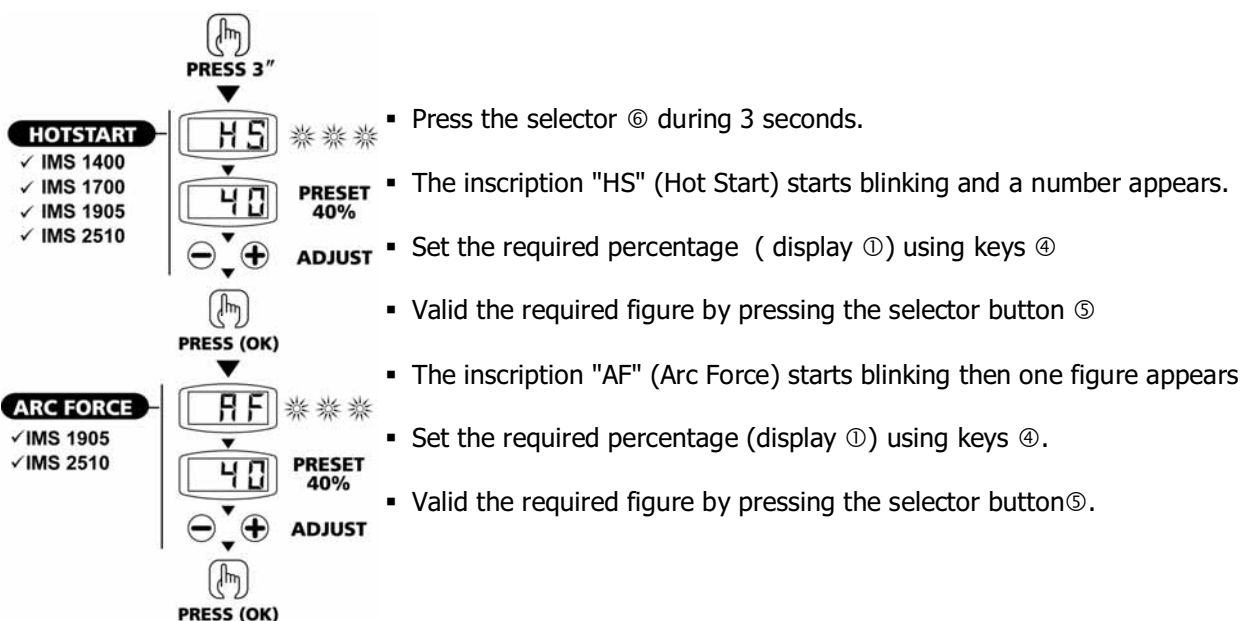 PRESS 3"
HOTSTART
✓ IMS 1400
✓ IMS 1700
✓ IMS 1905
✓ IMS 2510
HS
40
PRESET
40%
ADJUST
PRESS (OK)
ARC FORCE
✓IMS 1905
✓IMS 2510
AF
40
PRESET
40%
ADJUST
PRESS (OK)
▪ Press the selector ⑥ during 3 seconds.
▪ The inscription "HS" (Hot Start) starts blinking and a number appears.
▪ Set the required percentage ( display ①) using keys ④
▪ Valid the required figure by pressing the selector button ⑤
▪ The inscription "AF" (Arc Force) starts blinking then one figure appears
▪ Set the required percentage (display ①) using keys ④.
▪ Valid the required figure by pressing the selector button⑤.